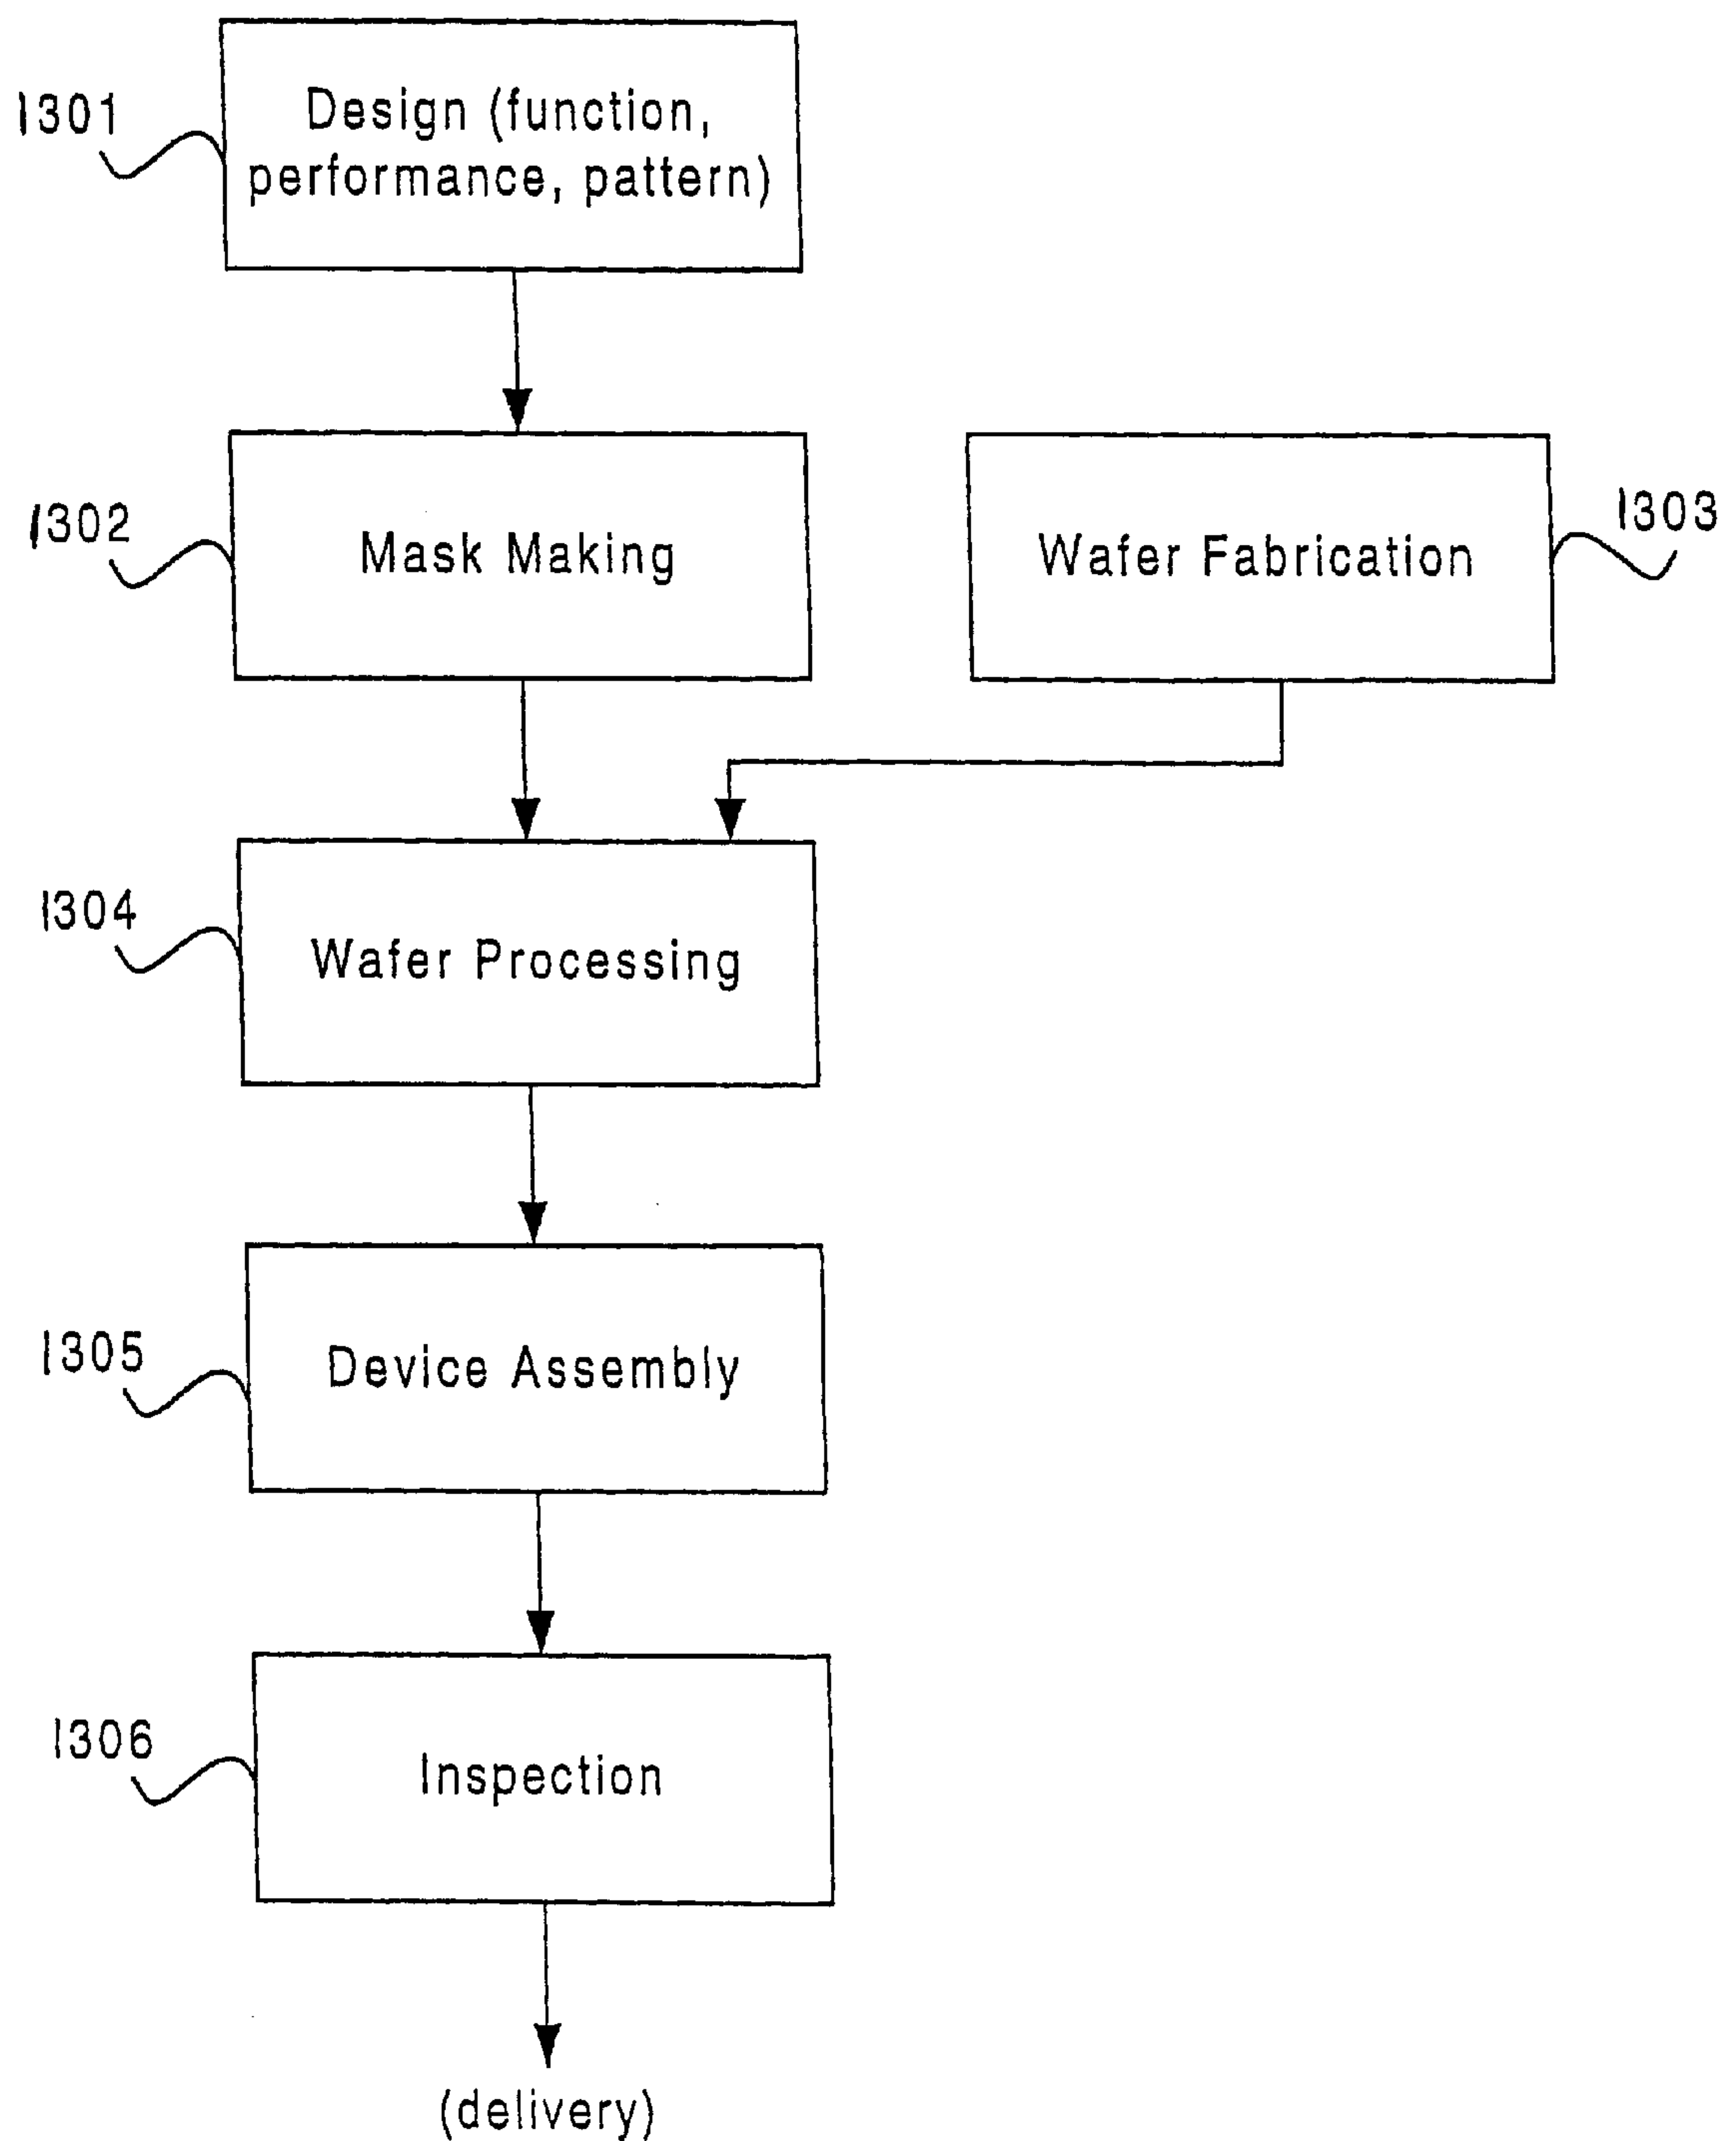 1301
Design (function,
performance, pattern)
1302
Mask Making
Wafer Fabrication
1303
1304
Wafer Processing
1305
Device Assembly
1306
Inspection
(delivery)